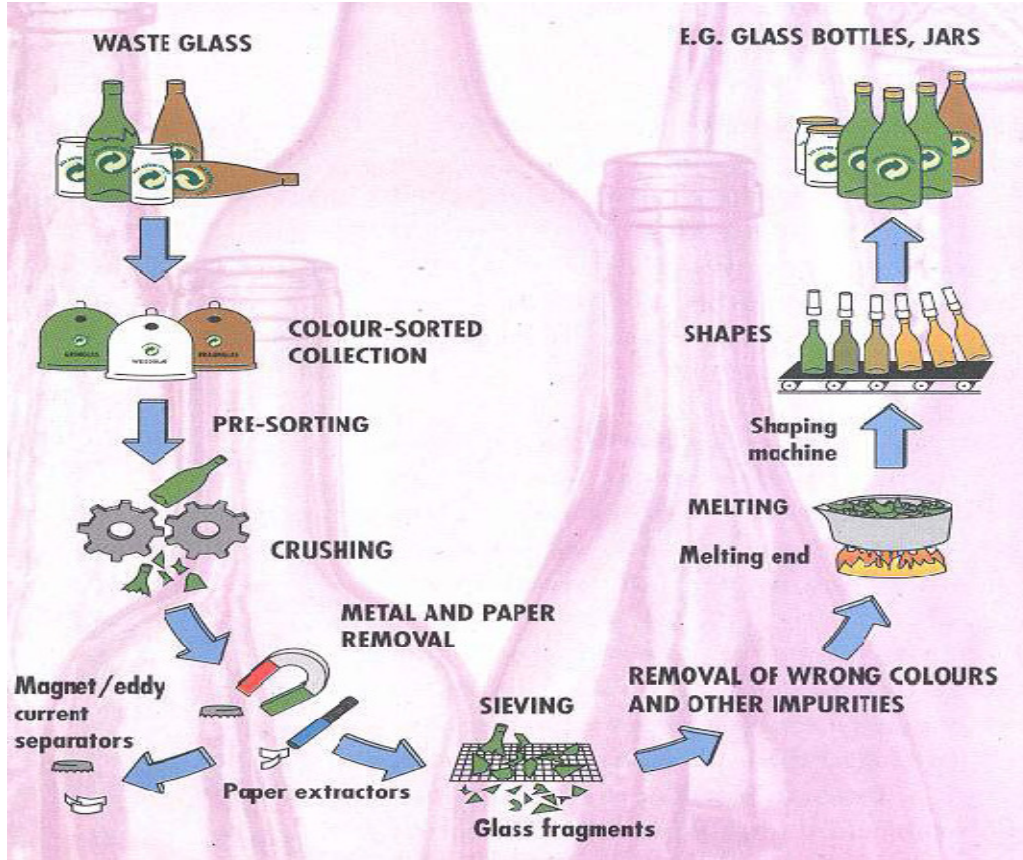 WASTE GLASS
COLOUR-SORTED
COLLECTION
PRE-SORTING
CRUSHING
METAL AND PAPER
REMOVAL
Magnet/eddy
current
separators
Paper extractors
SIEVING
Glass fragments
REMOVAL OF WRONG COLOURS
AND OTHER IMPURITIES
MELTING
Melting end
Shaping
machine
SHAPES
E.G. GLASS BOTTLES, JARS